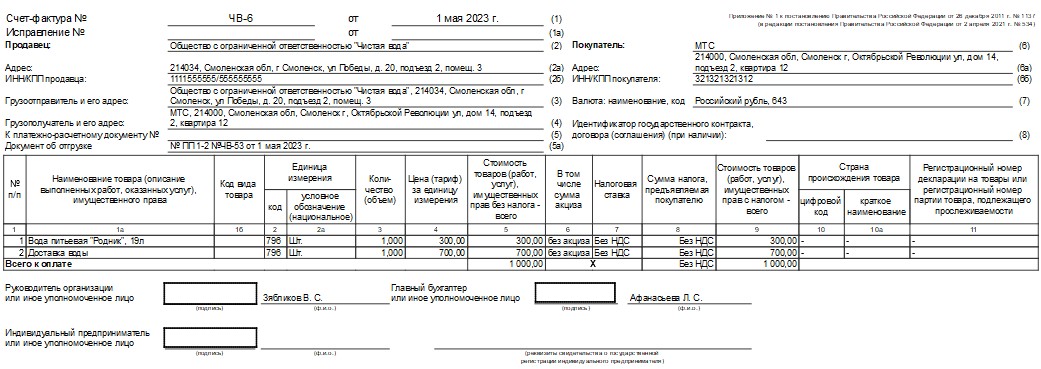 Счет-фактура № ЧВ-6 от 1 мая 2023 г. (1)
Приложение № 1 к постановлению Правительства Российской Федерации от 26 декабря 2011 г. № 1137
(в редакции постановления Правительства Российской Федерации от 2 апреля 2021 г. № 534)
Исправление № от (1а)
Продавец: Общество с ограниченной ответственностью "Чистая вода" (2)
Покупатель: МТС (6)
Адрес: 214034, Смоленская обл, г Смоленск, ул Победы, д. 20, подъезд 2, помещ. 3 (2а)
Адрес: 214000, Смоленская обл, Смоленск г, Октябрьской Революции ул, дом 14,
подъезд 2, квартира 12 (6а)
ИНН/КПП продавца: 1111555555/555555555 (2б)
ИНН/КПП покупателя: 321321321312 (6б)
Грузоотправитель и его адрес: Общество с ограниченной ответственностью "Чистая вода", 214034, Смоленская обл, г
Смоленск, ул Победы, д. 20, подъезд 2, помещ. 3 (3)
Валюта: наименование, код Российский рубль, 643 (7)
Грузополучатель и его адрес: МТС, 214000, Смоленская обл, Смоленск г, Октябрьской Революции ул, дом 14, подъезд
2, квартира 12 (4)
К платежно-расчетному документу № (5)
Идентификатор государственного контракта,
договора (соглашения) (при наличии): (8)
Документ об отгрузке № ПП 1-2 №ЧВ-53 от 1 мая 2023 г. (5а)
№ п/п
Наименование товара (описание
выполненных работ, оказанных услуг),
имущественного права
Код вида
товара
Единица
измерения
код
условное
обозначение
(национальное)
Коли-
чество
(объем)
Цена (тариф)
за единицу
измерения
Стоимость
товаров (работ,
услуг),
имущественных
прав без налога -
всего
В том
числе
сумма
акциза
Налоговая
ставка
Сумма налога,
предъявляемая
покупателю
Стоимость товаров
(работ, услуг),
имущественных
прав с налогом -
всего
Страна
происхождения товара
цифровой
код
краткое
наименование
Регистрационный номер
декларации на товары или
регистрационный номер
партии товара, подлежащего
прослеживаемости
1 1а 1б 2 2а 3 4 5 6 7 8 9 10 10а 11
1 Вода питьевая "Родник", 19л 796 Шт. 1,000 300,00 300,00 без акциза Без НДС Без НДС 300,00 - - -
2 Доставка воды 796 Шт. 1,000 700,00 700,00 без акциза Без НДС Без НДС 700,00 - - -
Всего к оплате 1 000,00 X Без НДС 1 000,00
Руководитель организации
или иное уполномоченное лицо Зябликов В. С.
(подпись) (ф.и.о.)
Главный бухгалтер
или иное уполномоченное лицо Афанасьева Л. С.
(подпись) (ф.и.о.)
Индивидуальный предприниматель
или иное уполномоченное лицо
(подпись) (ф.и.о.)
(реквизиты свидетельства о государственной
регистрации индивидуального предпринимателя)